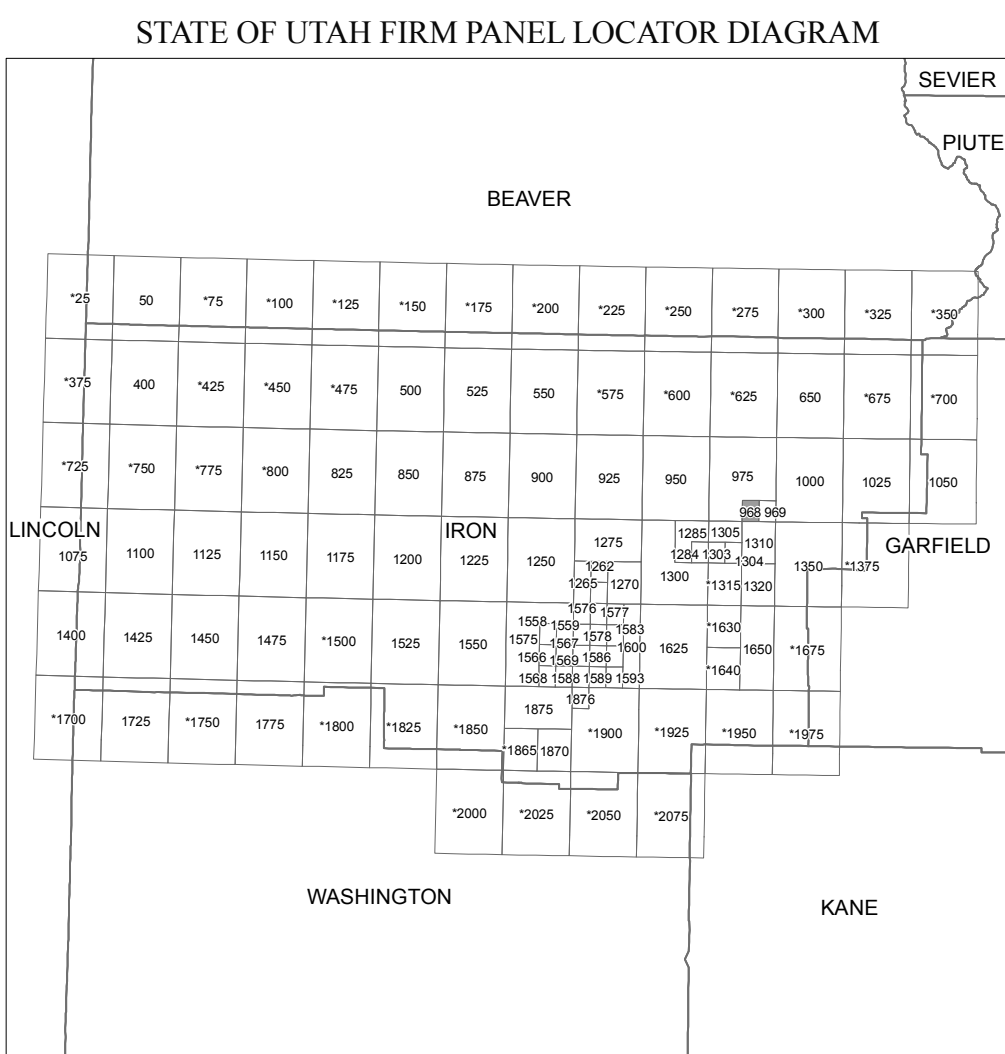 STATE OF UTAH FIRM PANEL LOCATOR DIAGRAM
SEVIER
PIUTE
BEAVER
*25 50 *75 *100 *125 *150 *175 *200 *225 *250 *275 *300 *325 *350
*375 400 *425 *450 *475 500 525 550 *575 *600 *625 650 *675 *700
*725 *750 *775 *800 825 850 875 900 925 950 975 1000 1025 1050
968 969
LINCOLN IRON GARFIELD
1285 1305
1275 1310
1284 1303
1075 1100 1125 1150 1175 1200 1225 1250 1262 1304 1350 *1375
1265 1270 1300 *1315 1320
1576 1577
1558 1559 1583 *1630
1400 1425 1450 1475 *1500 1525 1550 1575 1567 1578 1600 1625 1650 *1675
1566 1569 1586 *1640
1568 1588 1589 1593
1876
*1700 1725 *1750 1775 *1800 *1825 *1850 1875 *1900 *1925 *1950 *1975
*1865 1870
*2000 *2025 *2050 *2075
WASHINGTON KANE